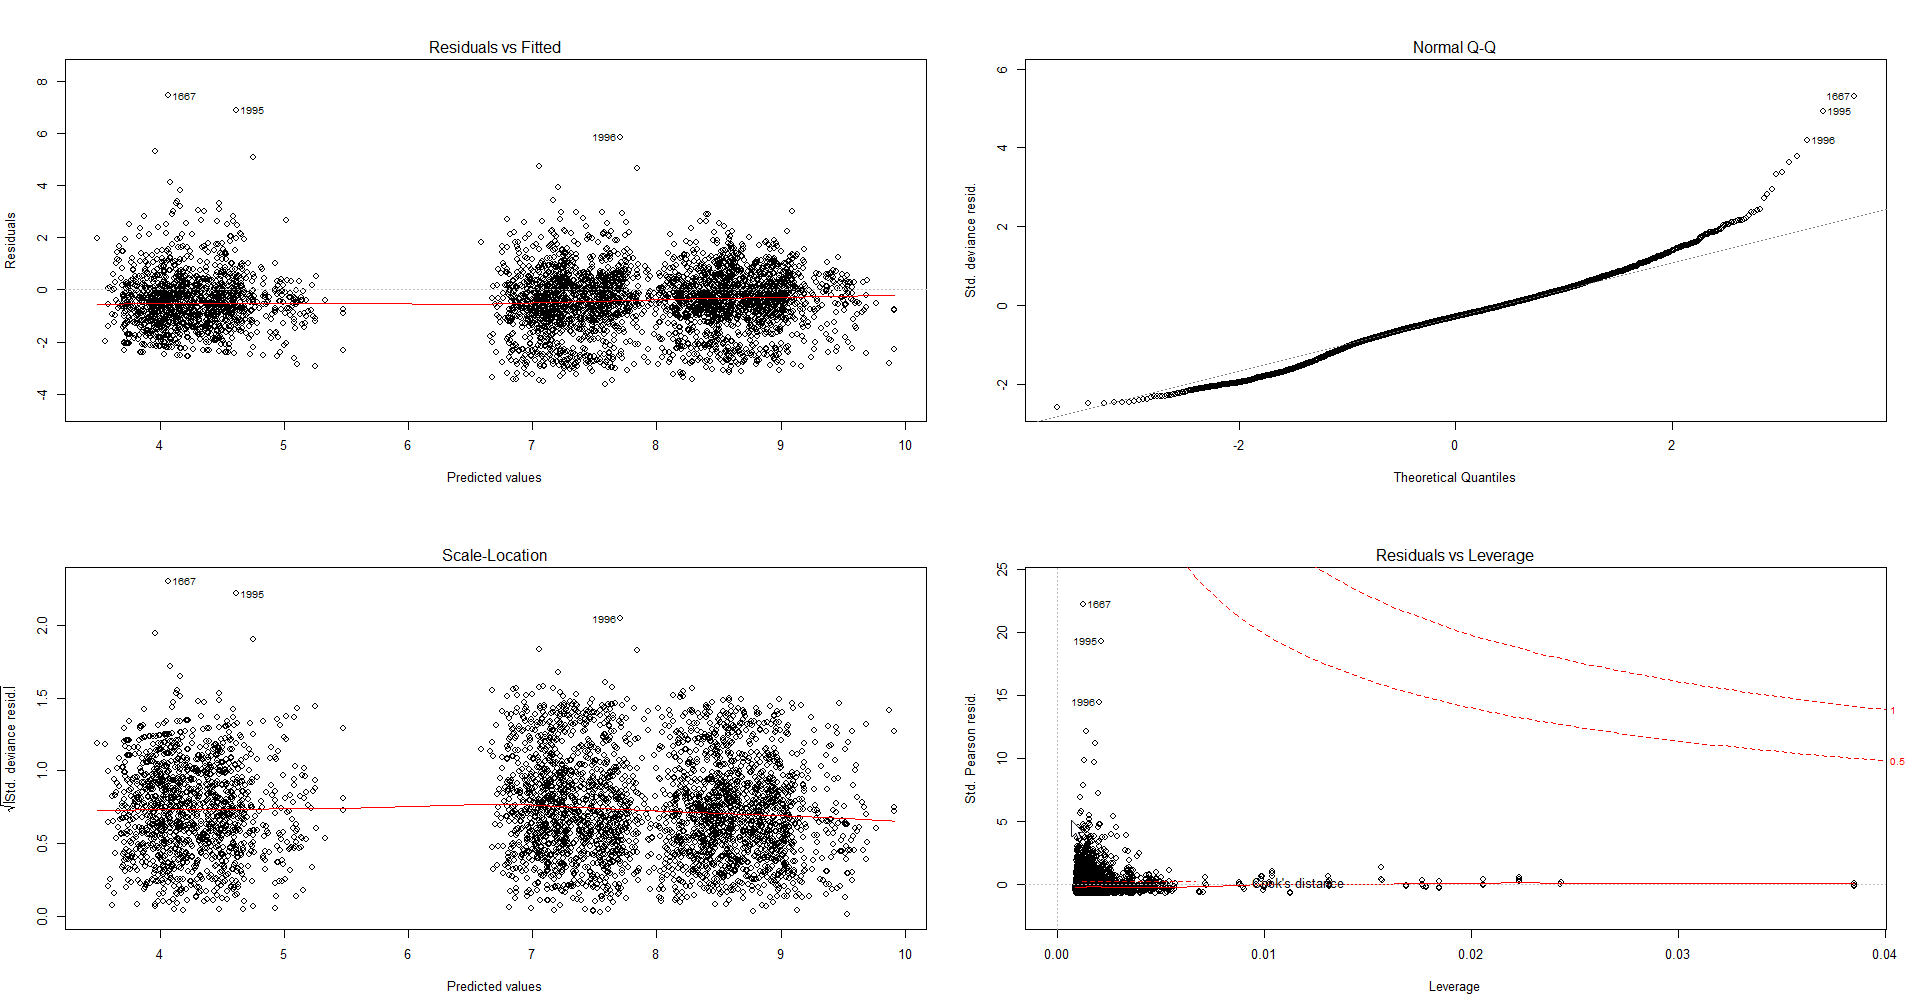 Residuals vs Fitted
Residuals
8
6
4
2
0
-2
-4
1667
1995
1996
4 5 6 7 8 9 10
Predicted values
Normal Q-Q
Std. deviance resid.
6
4
2
0
-2
1667
1995
1996
-2 0 2
Theoretical Quantiles
Scale-Location
√|Std. deviance resid.|
2.0
1.5
1.0
0.5
0.0
1667
1995
1996
4 5 6 7 8 9 10
Predicted values
Residuals vs Leverage
Std. Pearson resid.
25
20
15
10
5
0
1667
1995
1996
1
0.5
Cook's distance
0.00 0.01 0.02 0.03 0.04
Leverage